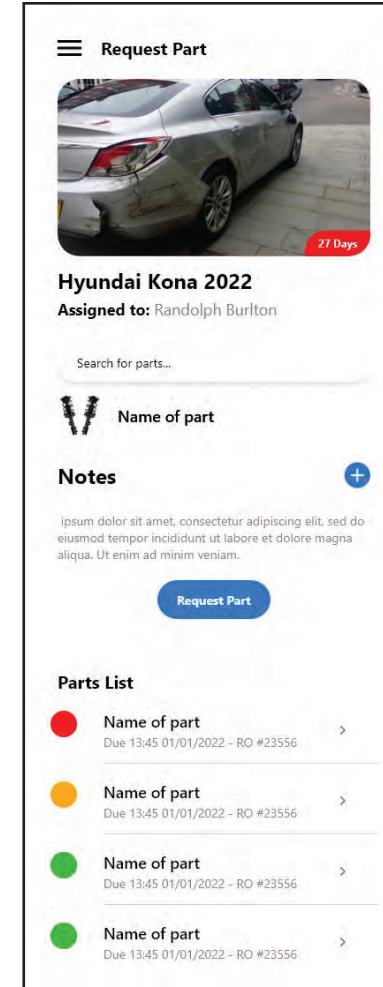 Request Part
27 Days
Hyundai Kona 2022
Assigned to: Randolph Burlton
Search for parts...
Name of part
Notes
ipsum dolor sit amet, consectetur adipiscing elit, sed do
eiusmod tempor incididunt ut labore et dolore magna
aliqua. Ut enim ad minim veniam.
Request Part
Parts List
Name of part
Due 13:45 01/01/2022 - RO #23556
Name of part
Due 13:45 01/01/2022 - RO #23556
Name of part
Due 13:45 01/01/2022 - RO #23556
Name of part
Due 13:45 01/01/2022 - RO #23556